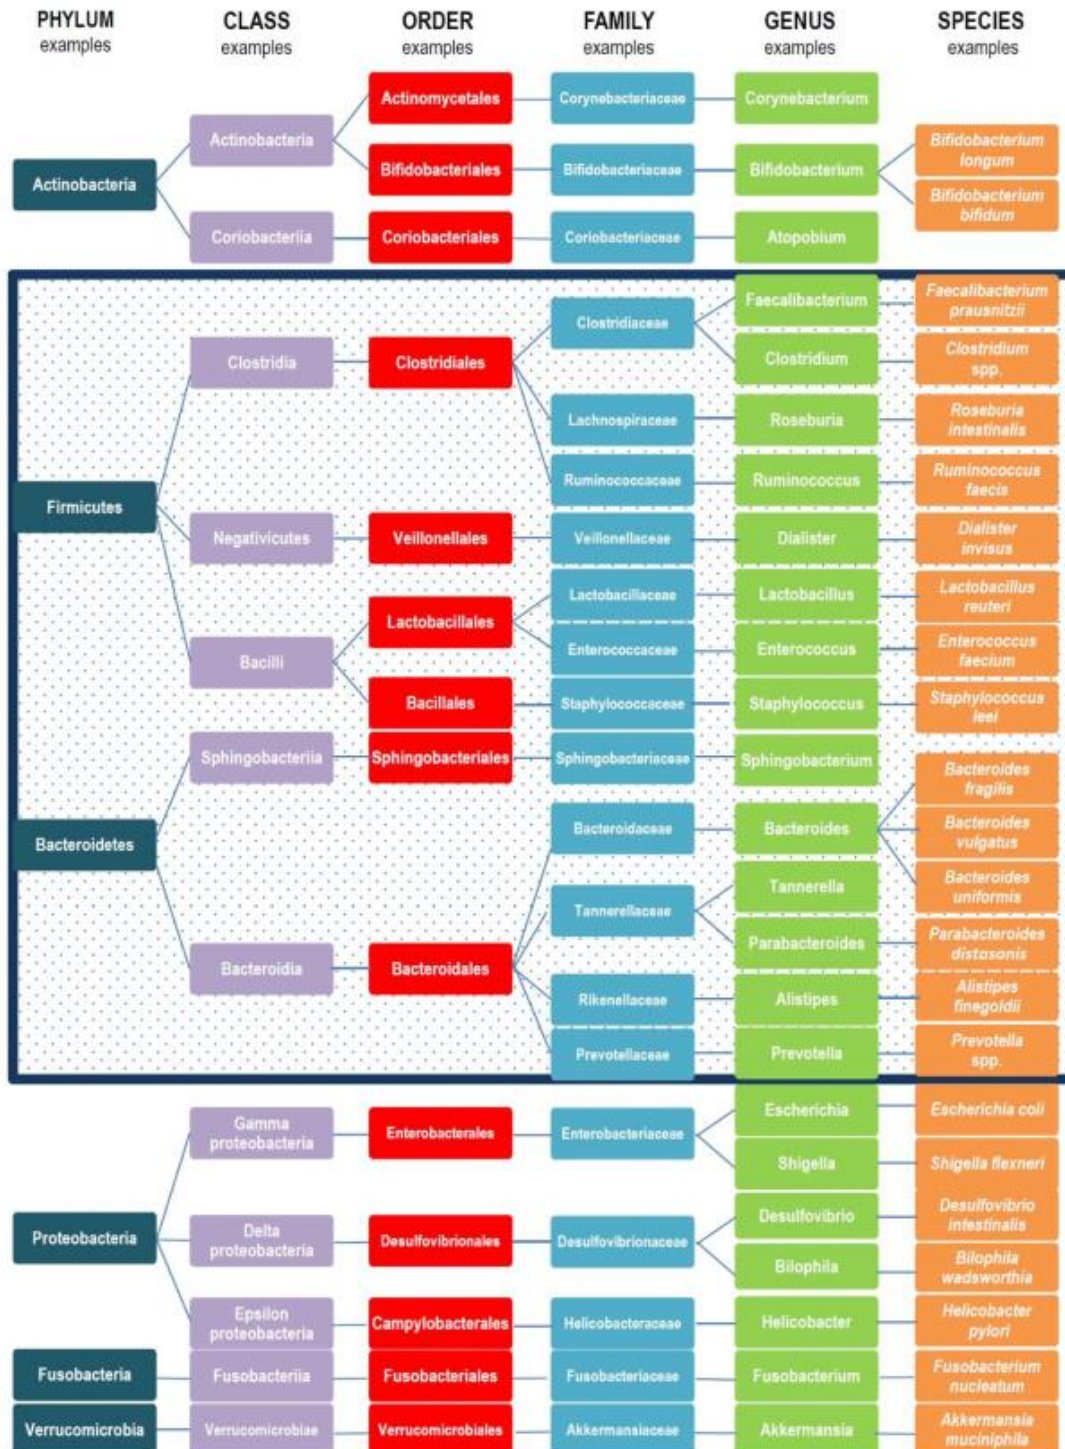 PHYLUM
examples
CLASS
examples
ORDER
examples
FAMILY
examples
GENUS
examples
SPECIES
examples
Actinobacteria
Actinobacteria
Actinomycetales
Corynebacteriaceae
Corynebacterium
Bifidobacteriales
Bifidobacteriaceae
Bifidobacterium
Bifidobacterium
longum
Bifidobacterium
bifidum
Coriobacteriia
Coriobacteriales
Coriobacteriaceae
Atopobium
Firmicutes
Clostridia
Clostridiales
Clostridiaceae
Faecalibacterium
Faecalibacterium
prausnitzii
Clostridium
Clostridium
spp.
Lachnospiraceae
Roseburia
Roseburia
intestinalis
Ruminococcaceae
Ruminococcus
Ruminococcus
faecis
Negativicutes
Veillonellales
Veillonellaceae
Dialister
Dialister
invisus
Bacilli
Lactobacillales
Lactobacillaceae
Lactobacillus
Lactobacillus
reuteri
Enterococcaceae
Enterococcus
Enterococcus
faecium
Bacillales
Staphylococcaceae
Staphylococcus
Staphylococcus
leei
Bacteroidetes
Sphingobacteriia
Sphingobacteriales
Sphingobacteriaceae
Sphingobacterium
Bacteroidia
Bacteroidales
Bacteroidaceae
Bacteroides
Bacteroides
fragilis
Bacteroides
vulgatus
Bacteroides
uniformis
Tannerellaceae
Tannerella
Parabacteroides
Parabacteroides
distasonis
Rikenellaceae
Alistipes
Alistipes
finegoldii
Prevotellaceae
Prevotella
Prevotella
spp.
Proteobacteria
Gamma
proteobacteria
Enterobacterales
Enterobacteriaceae
Escherichia
Escherichia coli
Shigella
Shigella flexneri
Delta
proteobacteria
Desulfovibrionales
Desulfovibrionaceae
Desulfovibrio
Desulfovibrio
intestinalis
Bilophila
Bilophila
wadsworthia
Epsilon
proteobacteria
Campylobacterales
Helicobacteraceae
Helicobacter
Helicobacter
pylori
Fusobacteria
Fusobacteriia
Fusobacteriales
Fusobacteriaceae
Fusobacterium
Fusobacterium
nucleatum
Verrucomicrobia
Verrucomicrobiae
Verrucomicrobiales
Akkermansiaceae
Akkermansia
Akkermansia
muciniphila